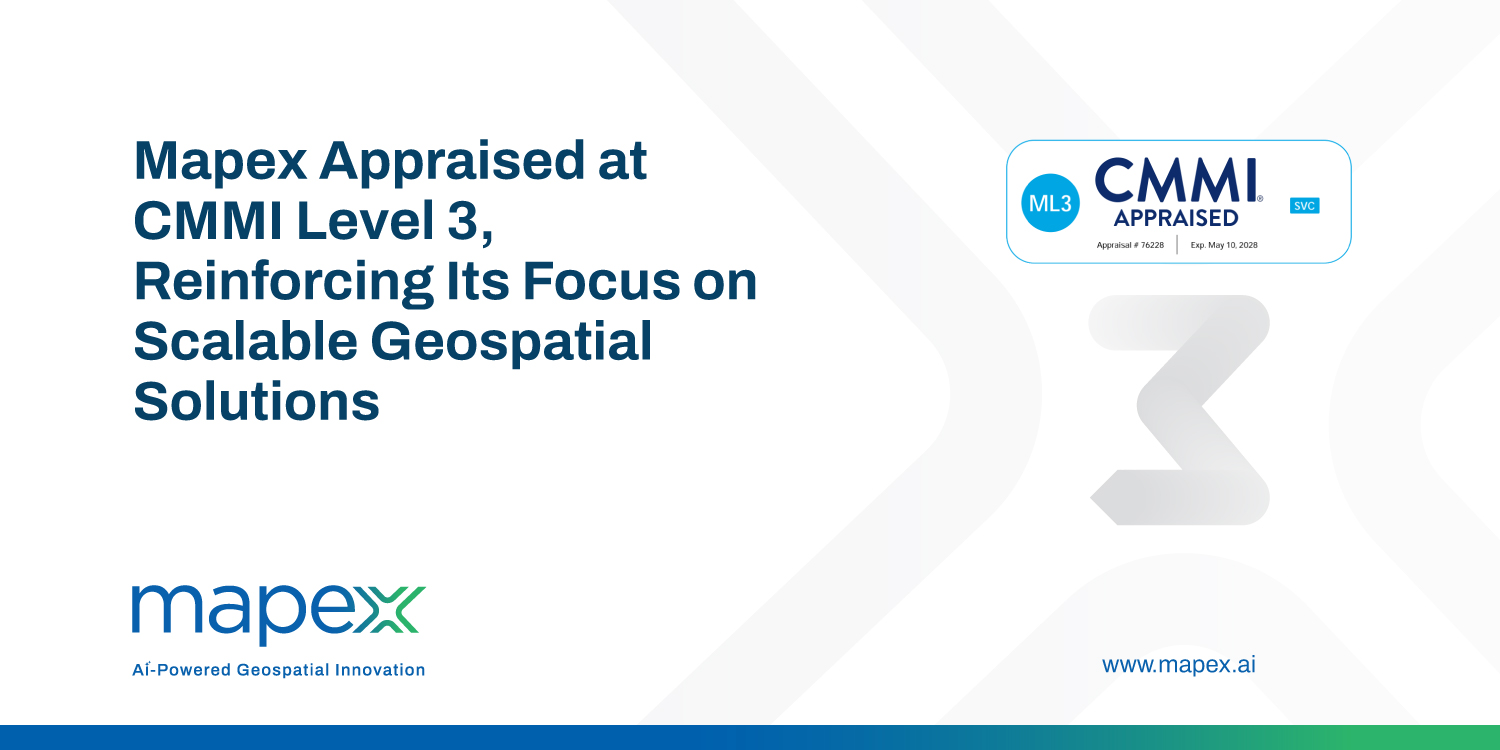 Mapex Appraised at
CMMI Level 3,
Reinforcing Its Focus on
Scalable Geospatial
Solutions
ML3
CMMI®
APPRAISED
SVC
Appraisal # 76228 | Exp. May 10, 2028
3
mapex
Ai-Powered Geospatial Innovation
www.mapex.ai